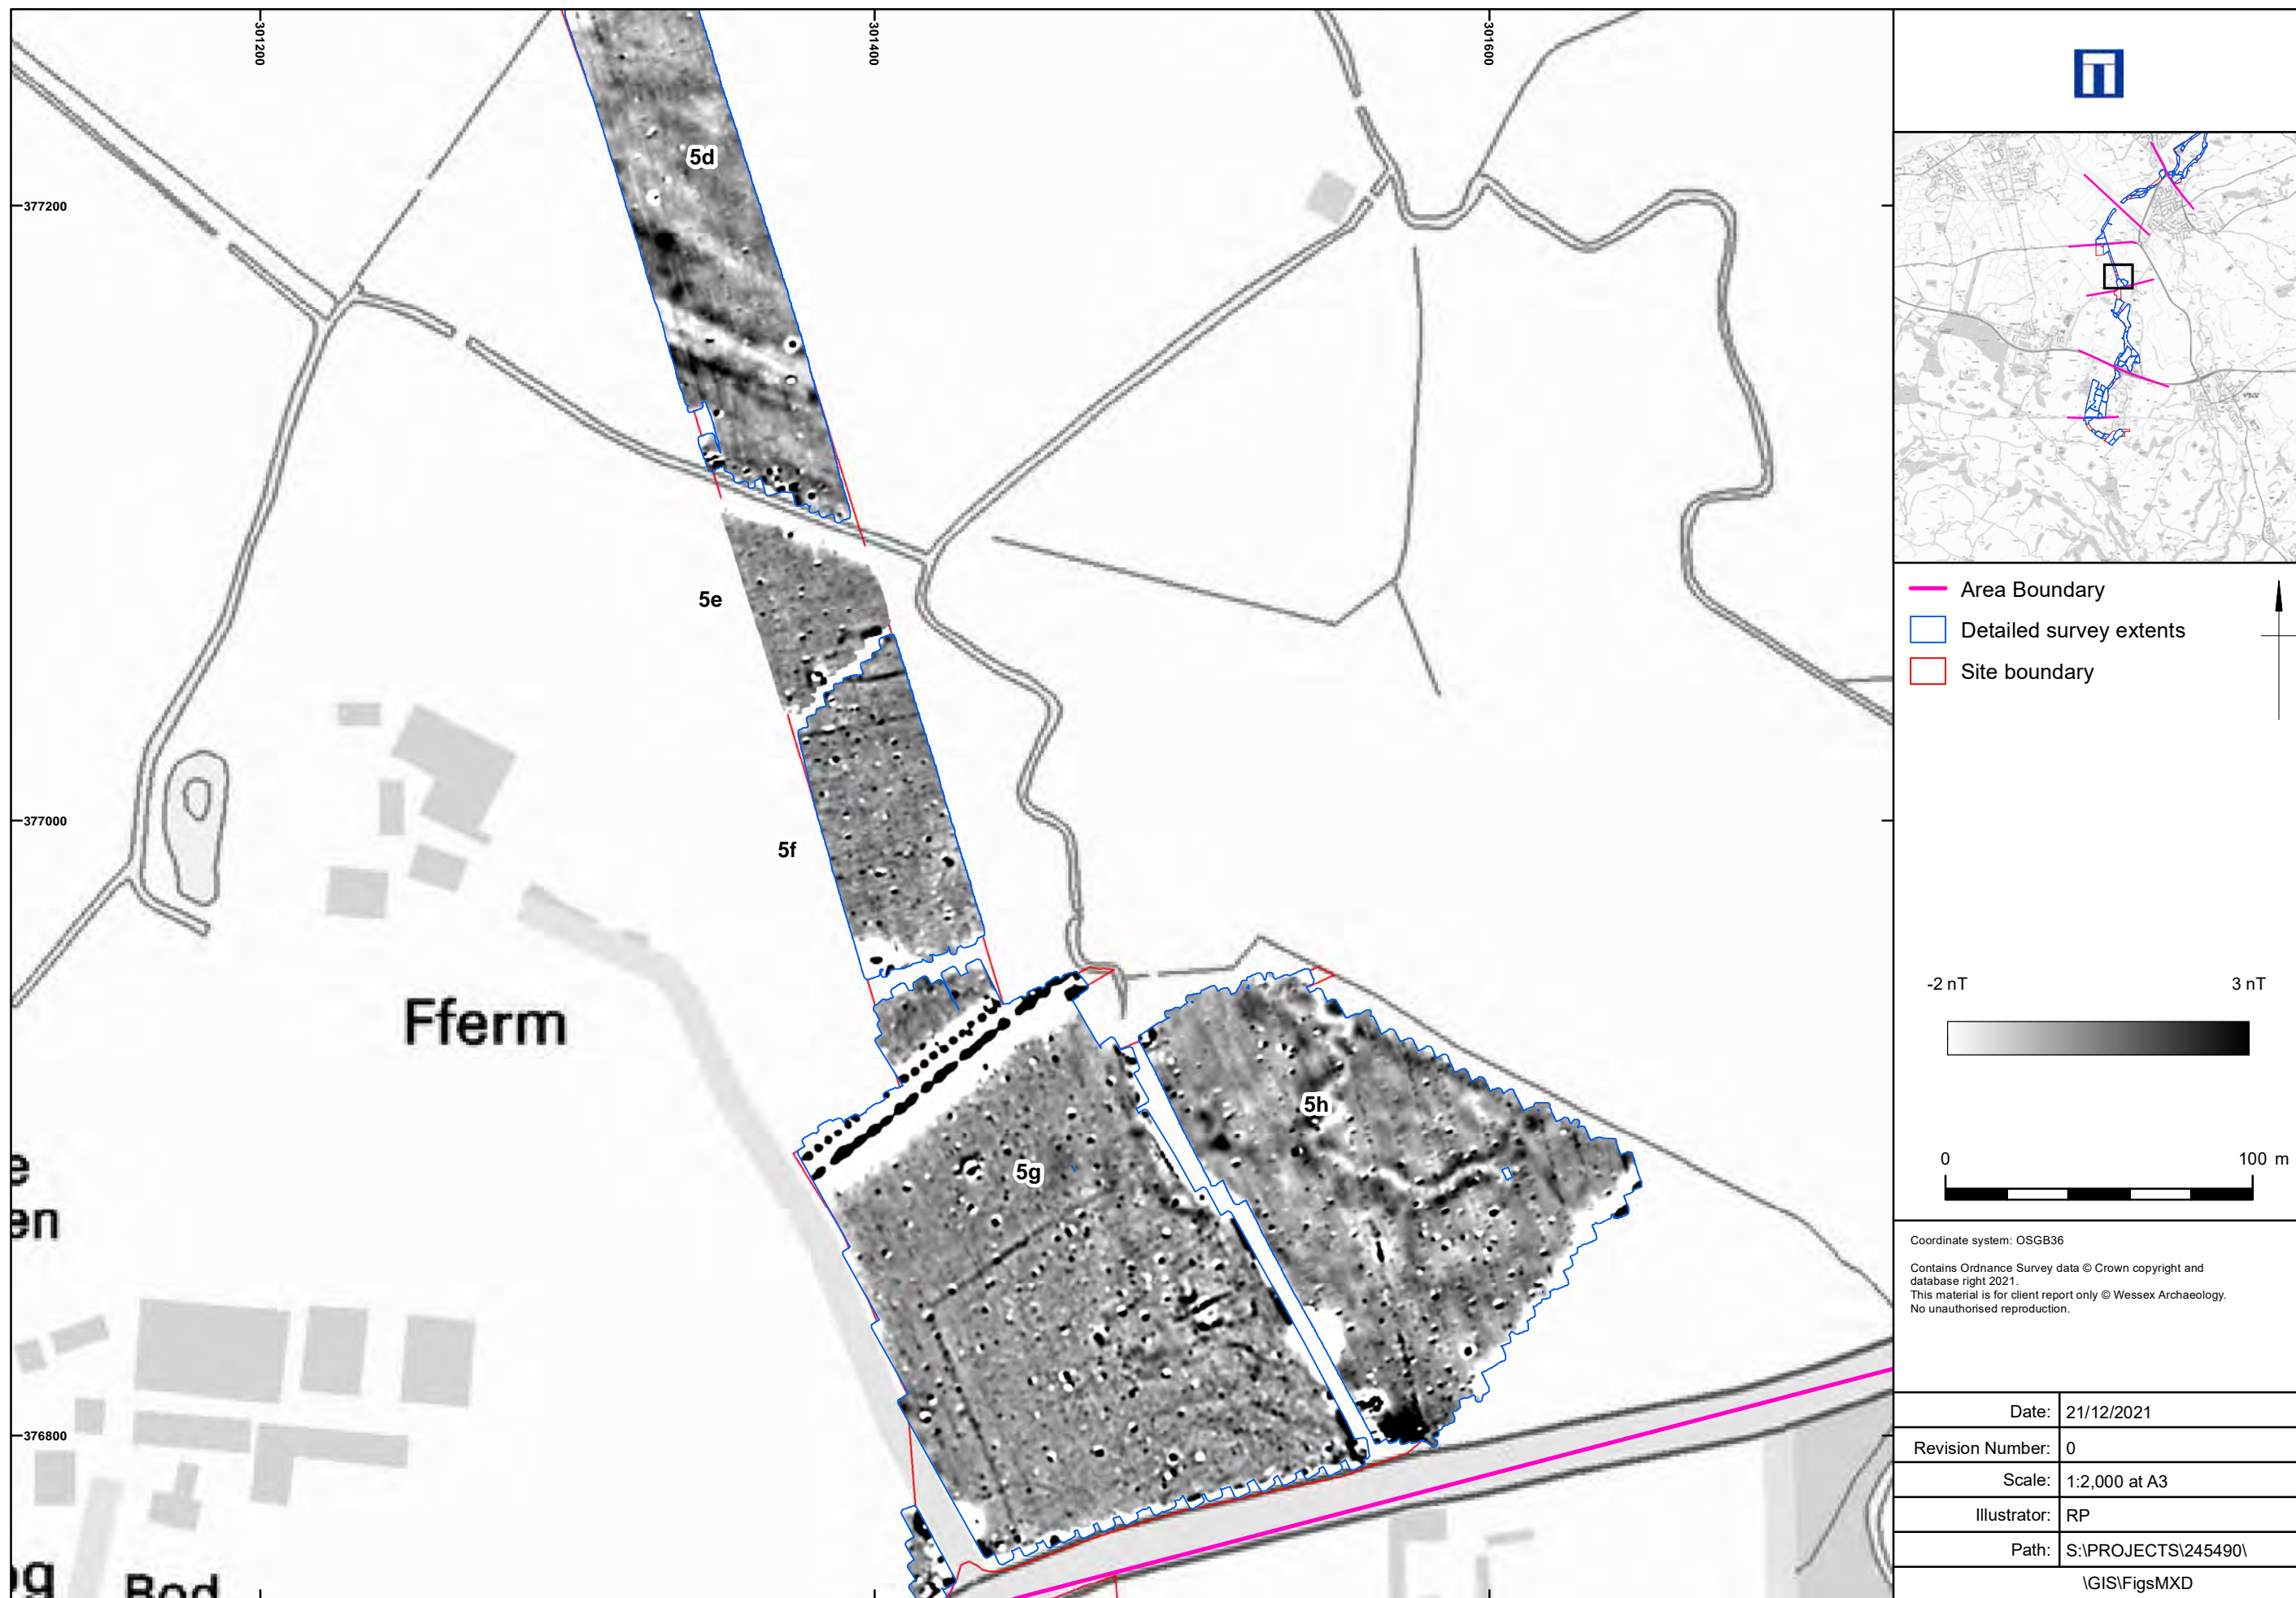 301200
301400
301600
377200
377000
376800
5d
5e
5f
5g
5h
Fferm
e
en
og
Bod
Area Boundary
Detailed survey extents
Site boundary
-2 nT
3 nT
0
100 m
Coordinate system: OSGB36
Contains Ordnance Survey data © Crown copyright and
database right 2021.
This material is for client report only © Wessex Archaeology.
No unauthorised reproduction.
Date: 21/12/2021
Revision Number: 0
Scale: 1:2,000 at A3
Illustrator: RP
Path: S:\PROJECTS\245490\
\GIS\FigsMXD